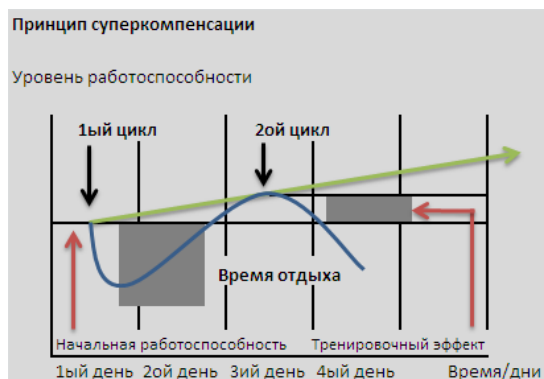 Принцип суперкомпенсации
Уровень работоспособности
1ый цикл
2ой цикл
Время отдыха
Начальная работоспособность
Тренировочный эффект
1ый день 2ой день 3ий день 4ый день Время/дни